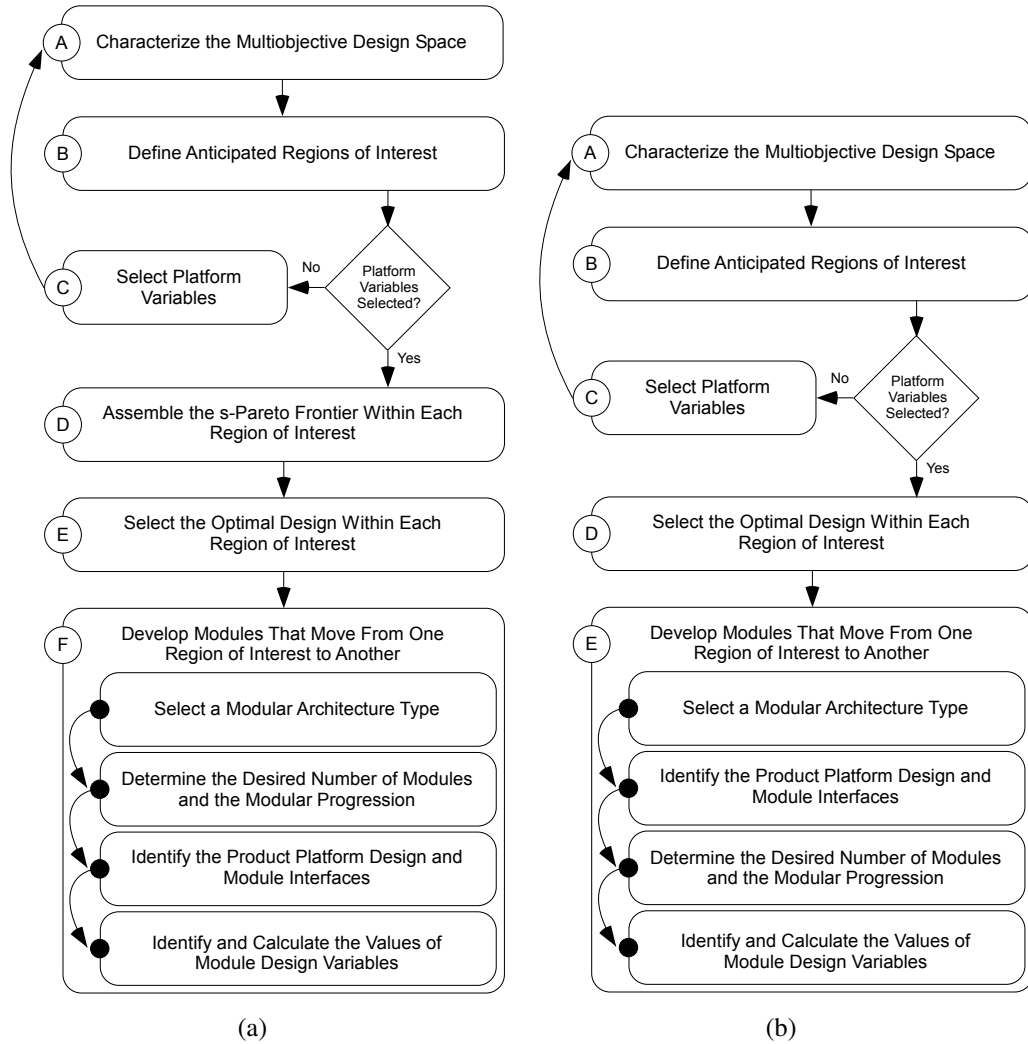 A
Characterize the Multiobjective Design Space
B
Define Anticipated Regions of Interest
C
Select Platform
Variables
No
Platform
Variables
Selected?
Yes
D
Assemble the s-Pareto Frontier Within Each
Region of Interest
E
Select the Optimal Design Within Each
Region of Interest
F
Develop Modules That Move From One
Region of Interest to Another
Select a Modular Architecture Type
Determine the Desired Number of Modules
and the Modular Progression
Identify the Product Platform Design and
Module Interfaces
Identify and Calculate the Values of
Module Design Variables
(a)
A
Characterize the Multiobjective Design Space
B
Define Anticipated Regions of Interest
C
Select Platform
Variables
No
Platform
Variables
Selected?
Yes
D
Select the Optimal Design Within Each
Region of Interest
E
Develop Modules That Move From One
Region of Interest to Another
Select a Modular Architecture Type
Identify the Product Platform Design and
Module Interfaces
Determine the Desired Number of Modules
and the Modular Progression
Identify and Calculate the Values of
Module Design Variables
(b)